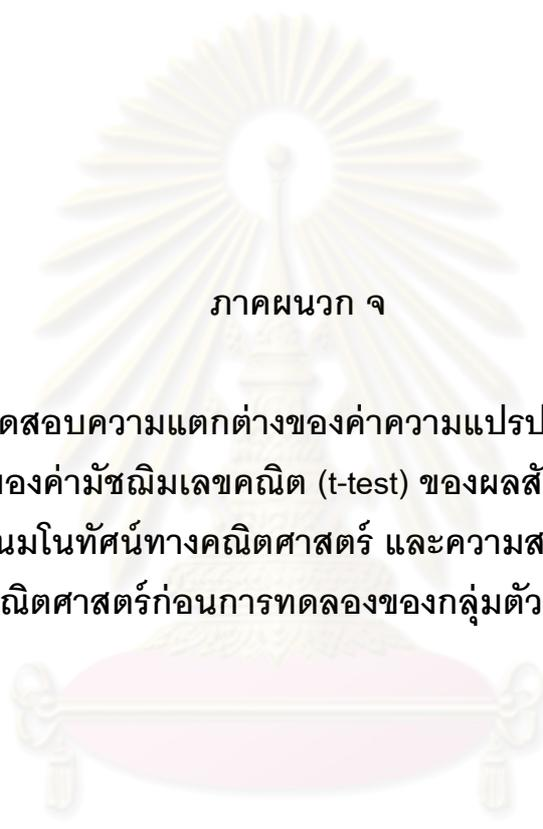 ภาคผนวก จ
ดสอบความแตกต่างของค่าความแปรป
ของค่ามัชฌิมเลขคณิต (t-test) ของผลสั
นมโนทัศน์ทางคณิตศาสตร์ และความส
ณิตศาสตร์ก่อนการทดลองของกลุ่มตัว